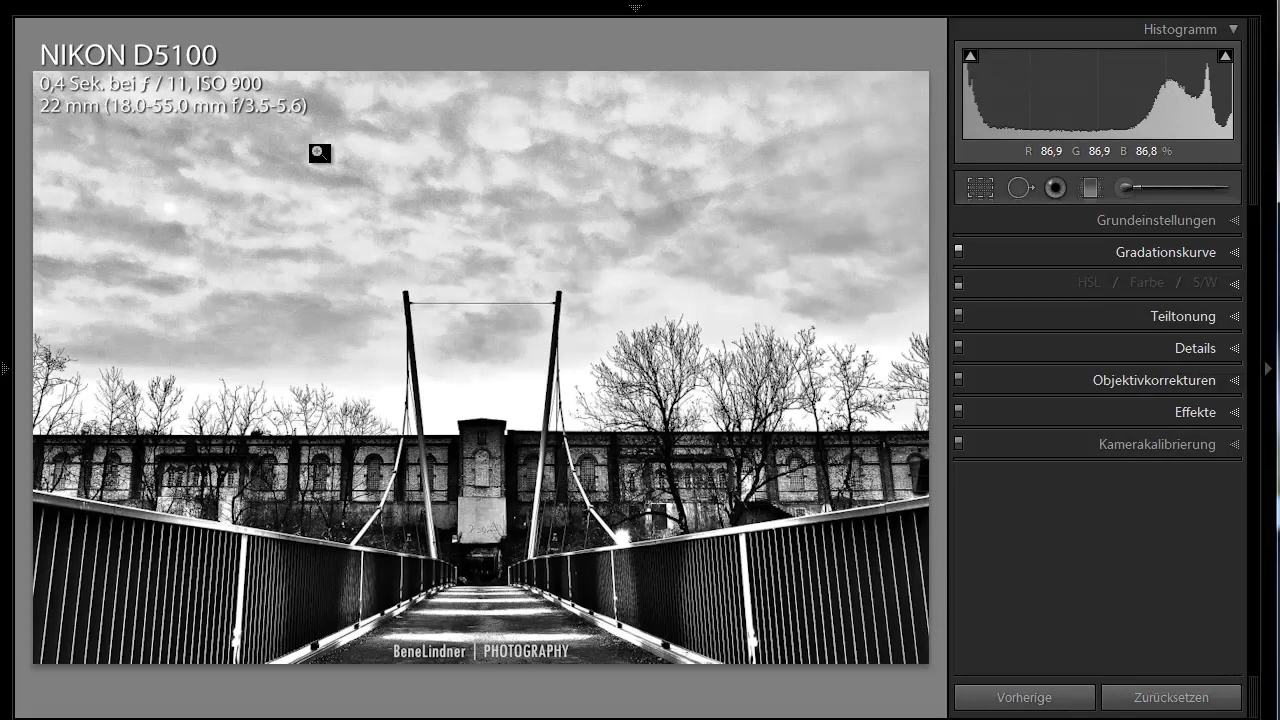 NIKON D5100
0,4 Sek. bei ƒ / 11, ISO 900
22 mm (18.0-55.0 mm f/3.5-5.6)
BeneLindner | PHOTOGRAPHY
Histogramm
R 86,9 G 86,9 B 86,8 %
Grundeinstellungen
Gradationskurve
HSL / Farbe / S/W
Teiltonung
Details
Objektivkorrekturen
Effekte
Kamerakalibrierung
Vorherige
Zurücksetzen